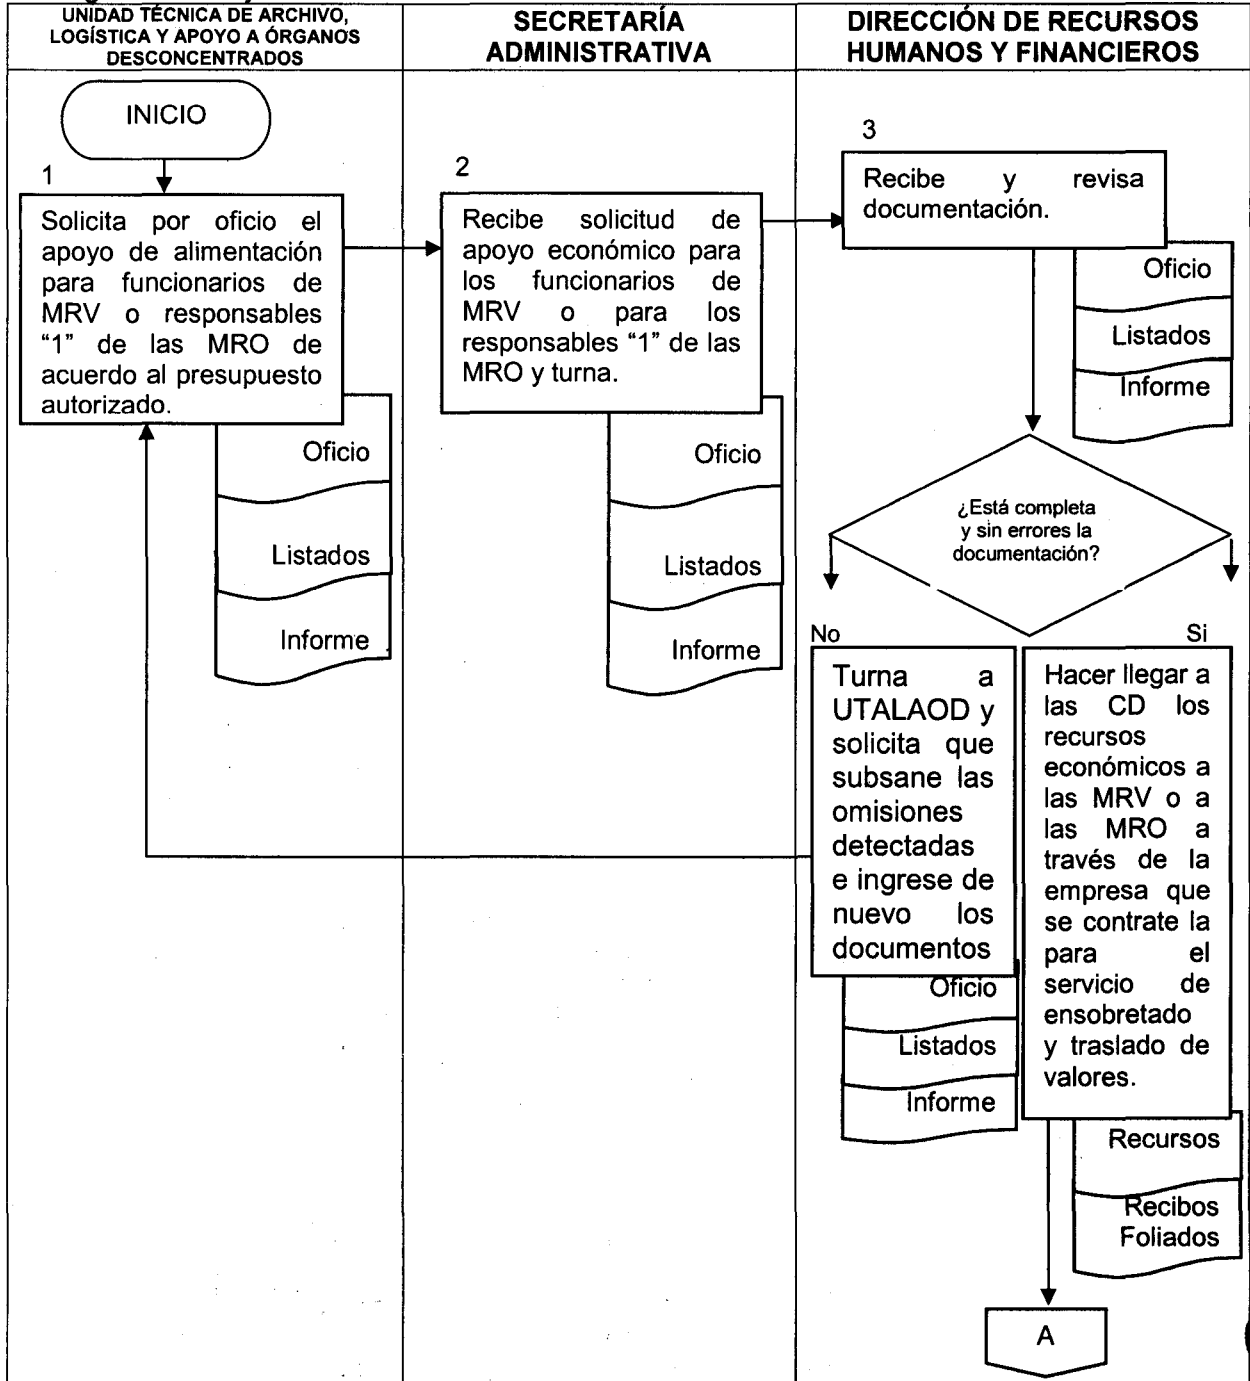 UNIDAD TÉCNICA DE ARCHIVO,
LOGÍSTICA Y APOYO A ÓRGANOS
DESCONCENTRADOS
SECRETARÍA
ADMINISTRATIVA
DIRECCIÓN DE RECURSOS
HUMANOS Y FINANCIEROS
INICIO
1
Solicita por oficio el
apoyo de alimentación
para funcionarios de
MRV o responsables
“1” de las MRO de
acuerdo al presupuesto
autorizado.
Oficio
Listados
Informe
2
Recibe solicitud de
apoyo económico para
los funcionarios de
MRV o para los
responsables “1” de las
MRO y turna.
Oficio
Listados
Informe
3
Recibe y revisa
documentación.
Oficio
Listados
Informe
¿Está completa
y sin errores la
documentación?
No
Si
Turna a
UTALAOD y
solicita que
subsane las
omisiones
detectadas
e ingrese de
nuevo los
documentos
Oficio
Listados
Informe
Hacer llegar a
las CD los
recursos
económicos a
las MRV o a
las MRO a
través de la
empresa que
se contrate la
para el
servicio de
ensobretado
y traslado de
valores.
Recursos
Recibos
Foliados
A